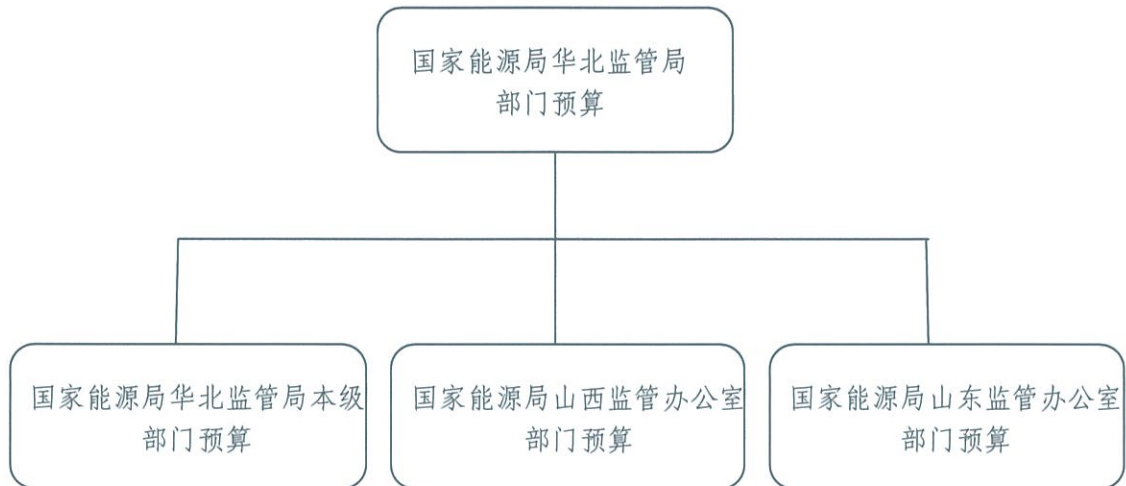 国家能源局华北监管局
部门预算
国家能源局华北监管局本级
部门预算
国家能源局山西监管办公室
部门预算
国家能源局山东监管办公室
部门预算